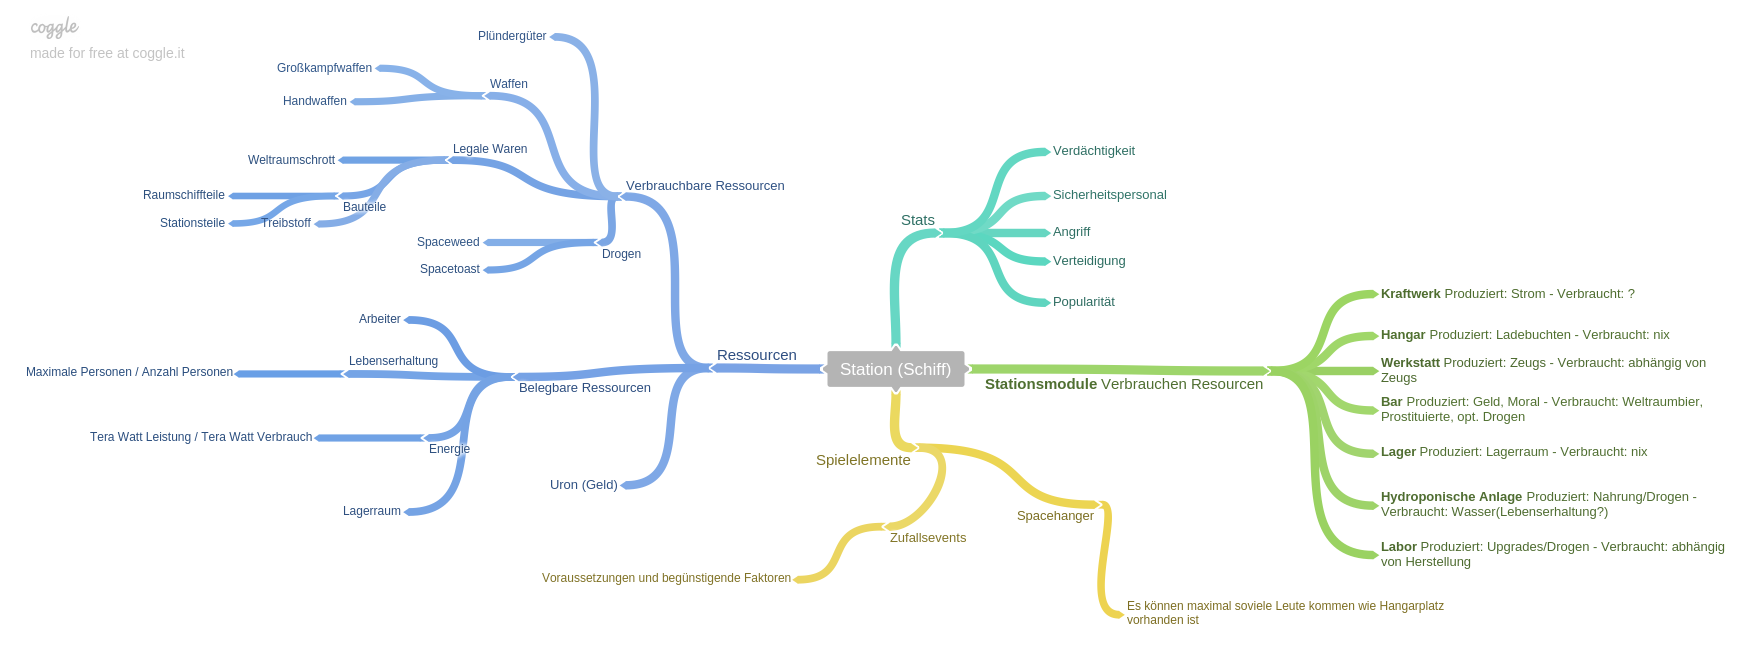 coggle
made for free at coggle.it
Plündergüter
Großkampfwaffen
Waffen
Handwaffen
Legale Waren
Weltraumschrott
Verbrauchbare Ressourcen
Raumschiffteile
Bauteile
Stationsteile
Treibstoff
Spaceweed
Drogen
Spacetoast
Arbeiter
Ressourcen
Lebenserhaltung
Maximale Personen / Anzahl Personen
Belegbare Ressourcen
Tera Watt Leistung / Tera Watt Verbrauch
Energie
Uron (Geld)
Lagerraum
Station (Schiff)
Stats
Verdächtigkeit
Sicherheitspersonal
Angriff
Verteidigung
Popularität
Stationsmodule Verbrauchen Resourcen
Kraftwerk Produziert: Strom - Verbraucht: ?
Hangar Produziert: Ladebuchten - Verbraucht: nix
Werkstatt Produziert: Zeugs - Verbraucht: abhängig von
Zeugs
Bar Produziert: Geld, Moral - Verbraucht: Weltraumbier,
Prostituierte, opt. Drogen
Lager Produziert: Lagerraum - Verbraucht: nix
Hydroponische Anlage Produziert: Nahrung/Drogen -
Verbraucht: Wasser(Lebenserhaltung?)
Labor Produziert: Upgrades/Drogen - Verbraucht: abhängig
von Herstellung
Spielelemente
Spacehanger
Zufallsevents
Voraussetzungen und begünstigende Faktoren
Es können maximal soviele Leute kommen wie Hangarplatz
vorhanden ist